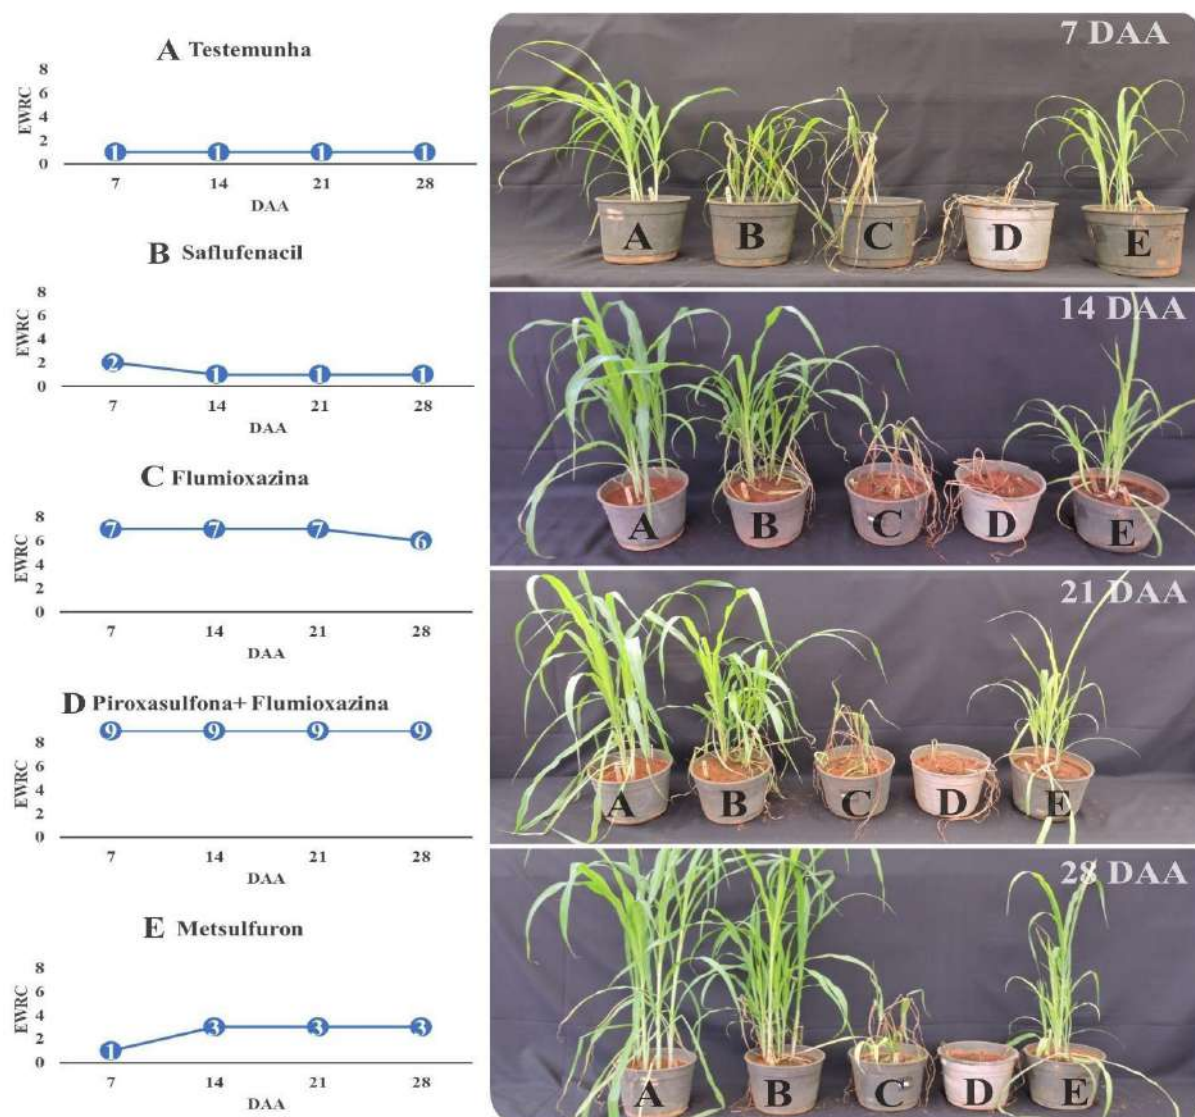 A Testemunha
8
6
4
2
0
EWRC
1 1 1 1
7 14 21 28
DAA
B Saflufenacil
8
6
4
2
0
EWRC
2 1 1 1
7 14 21 28
DAA
C Flumioxazina
8
6
4
2
0
EWRC
7 7 7 6
7 14 21 28
DAA
D Piroxasulfona+ Flumioxazina
8
6
4
2
0
EWRC
9 9 9 9
7 14 21 28
DAA
E Metsulfuron
8
6
4
2
0
EWRC
1 3 3 3
7 14 21 28
DAA
7 DAA
A B C D E
14 DAA
A B C D E
21 DAA
A B C D E
28 DAA
A B C D E